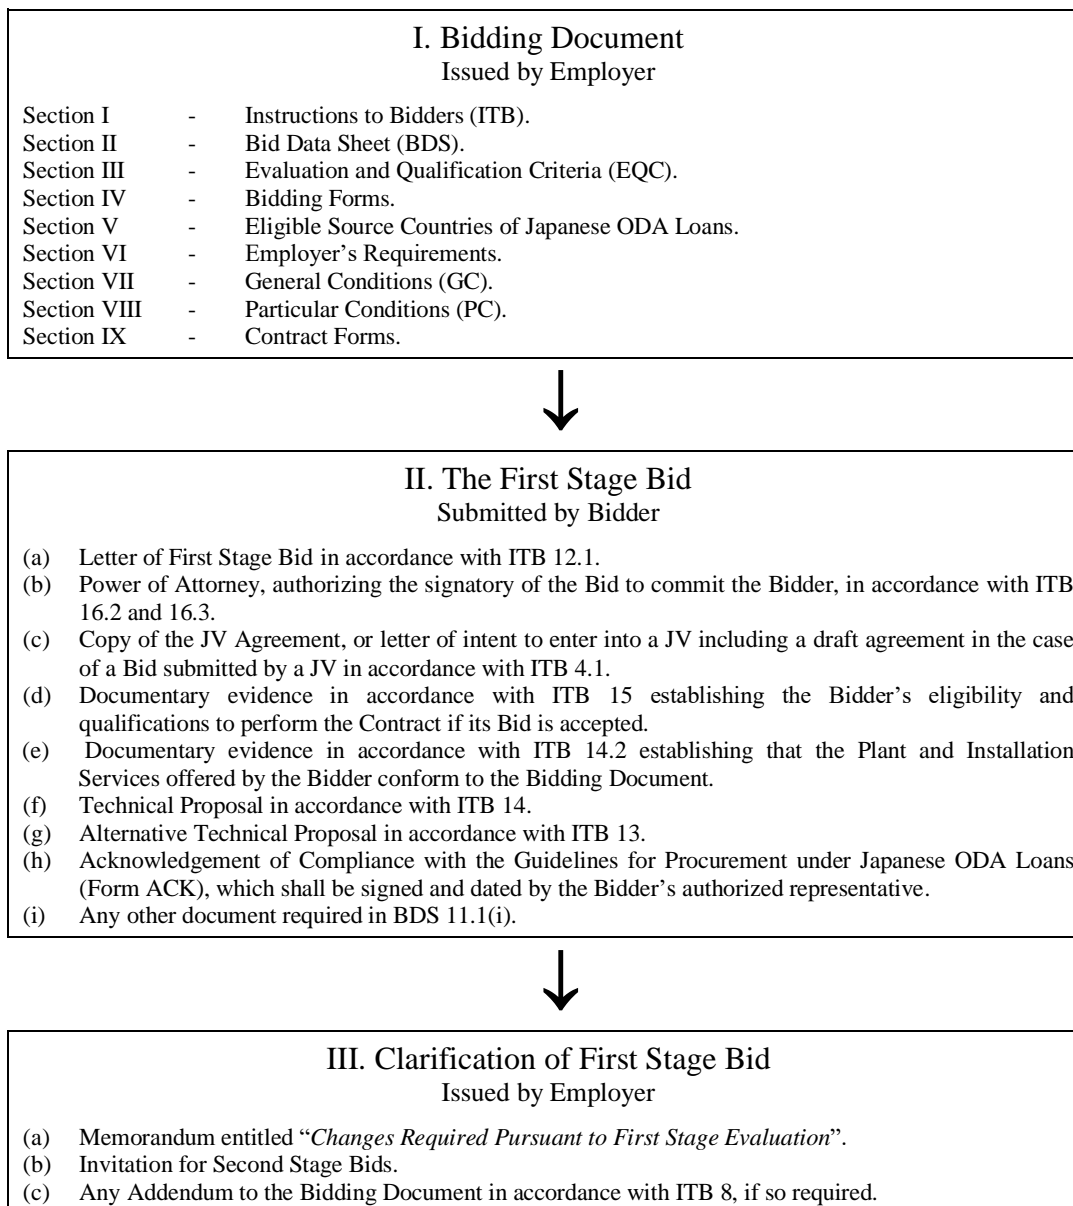 I. Bidding Document
Issued by Employer
Section I - Instructions to Bidders (ITB).
Section II - Bid Data Sheet (BDS).
Section III - Evaluation and Qualification Criteria (EQC).
Section IV - Bidding Forms.
Section V - Eligible Source Countries of Japanese ODA Loans.
Section VI - Employer’s Requirements.
Section VII - General Conditions (GC).
Section VIII - Particular Conditions (PC).
Section IX - Contract Forms.
II. The First Stage Bid
Submitted by Bidder
(a) Letter of First Stage Bid in accordance with ITB 12.1.
(b) Power of Attorney, authorizing the signatory of the Bid to commit the Bidder, in accordance with ITB
16.2 and 16.3.
(c) Copy of the JV Agreement, or letter of intent to enter into a JV including a draft agreement in the case
of a Bid submitted by a JV in accordance with ITB 4.1.
(d) Documentary evidence in accordance with ITB 15 establishing the Bidder’s eligibility and
qualifications to perform the Contract if its Bid is accepted.
(e) Documentary evidence in accordance with ITB 14.2 establishing that the Plant and Installation
Services offered by the Bidder conform to the Bidding Document.
(f) Technical Proposal in accordance with ITB 14.
(g) Alternative Technical Proposal in accordance with ITB 13.
(h) Acknowledgement of Compliance with the Guidelines for Procurement under Japanese ODA Loans
(Form ACK), which shall be signed and dated by the Bidder’s authorized representative.
(i) Any other document required in BDS 11.1(i).
III. Clarification of First Stage Bid
Issued by Employer
(a) Memorandum entitled “Changes Required Pursuant to First Stage Evaluation”.
(b) Invitation for Second Stage Bids.
(c) Any Addendum to the Bidding Document in accordance with ITB 8, if so required.